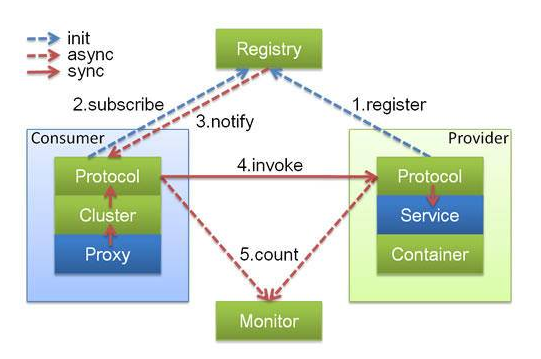 init
async
sync
Registry
2.subscribe
3.notify
1.register
Consumer
Provider
Protocol
4.invoke
Protocol
Cluster
Service
Proxy
5.count
Container
Monitor